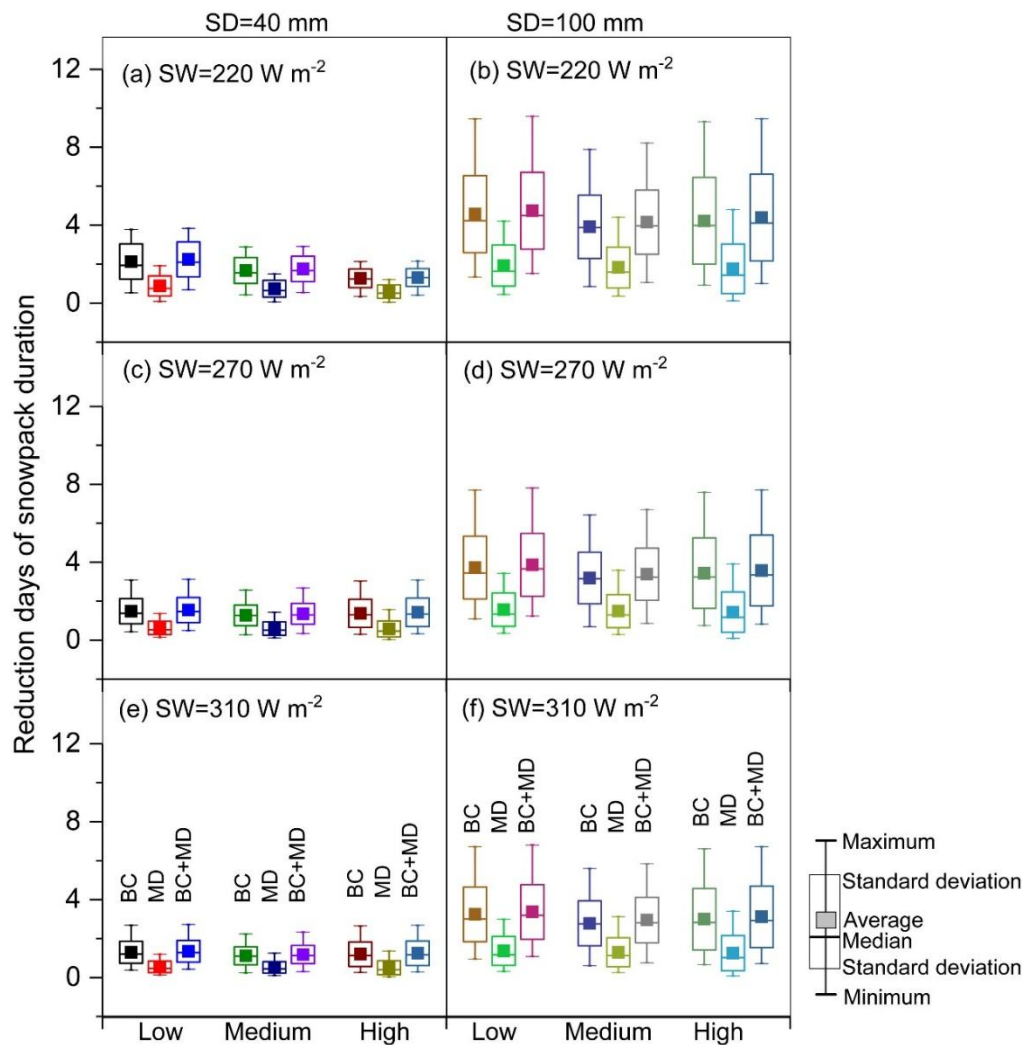 SD=40 mm
SD=100 mm
Reduction days of snowpack duration
(a) SW=220 W m-2
(b) SW=220 W m-2
12
8
4
0
(c) SW=270 W m-2
(d) SW=270 W m-2
12
8
4
0
(e) SW=310 W m-2
(f) SW=310 W m-2
12
8
4
0
BC
MD
BC+MD
BC
MD
BC+MD
BC
MD
BC+MD
BC
MD
BC+MD
BC
MD
BC+MD
BC
MD
BC+MD
Low
Medium
High
Low
Medium
High
Maximum
Standard deviation
Average
Median
Standard deviation
Minimum